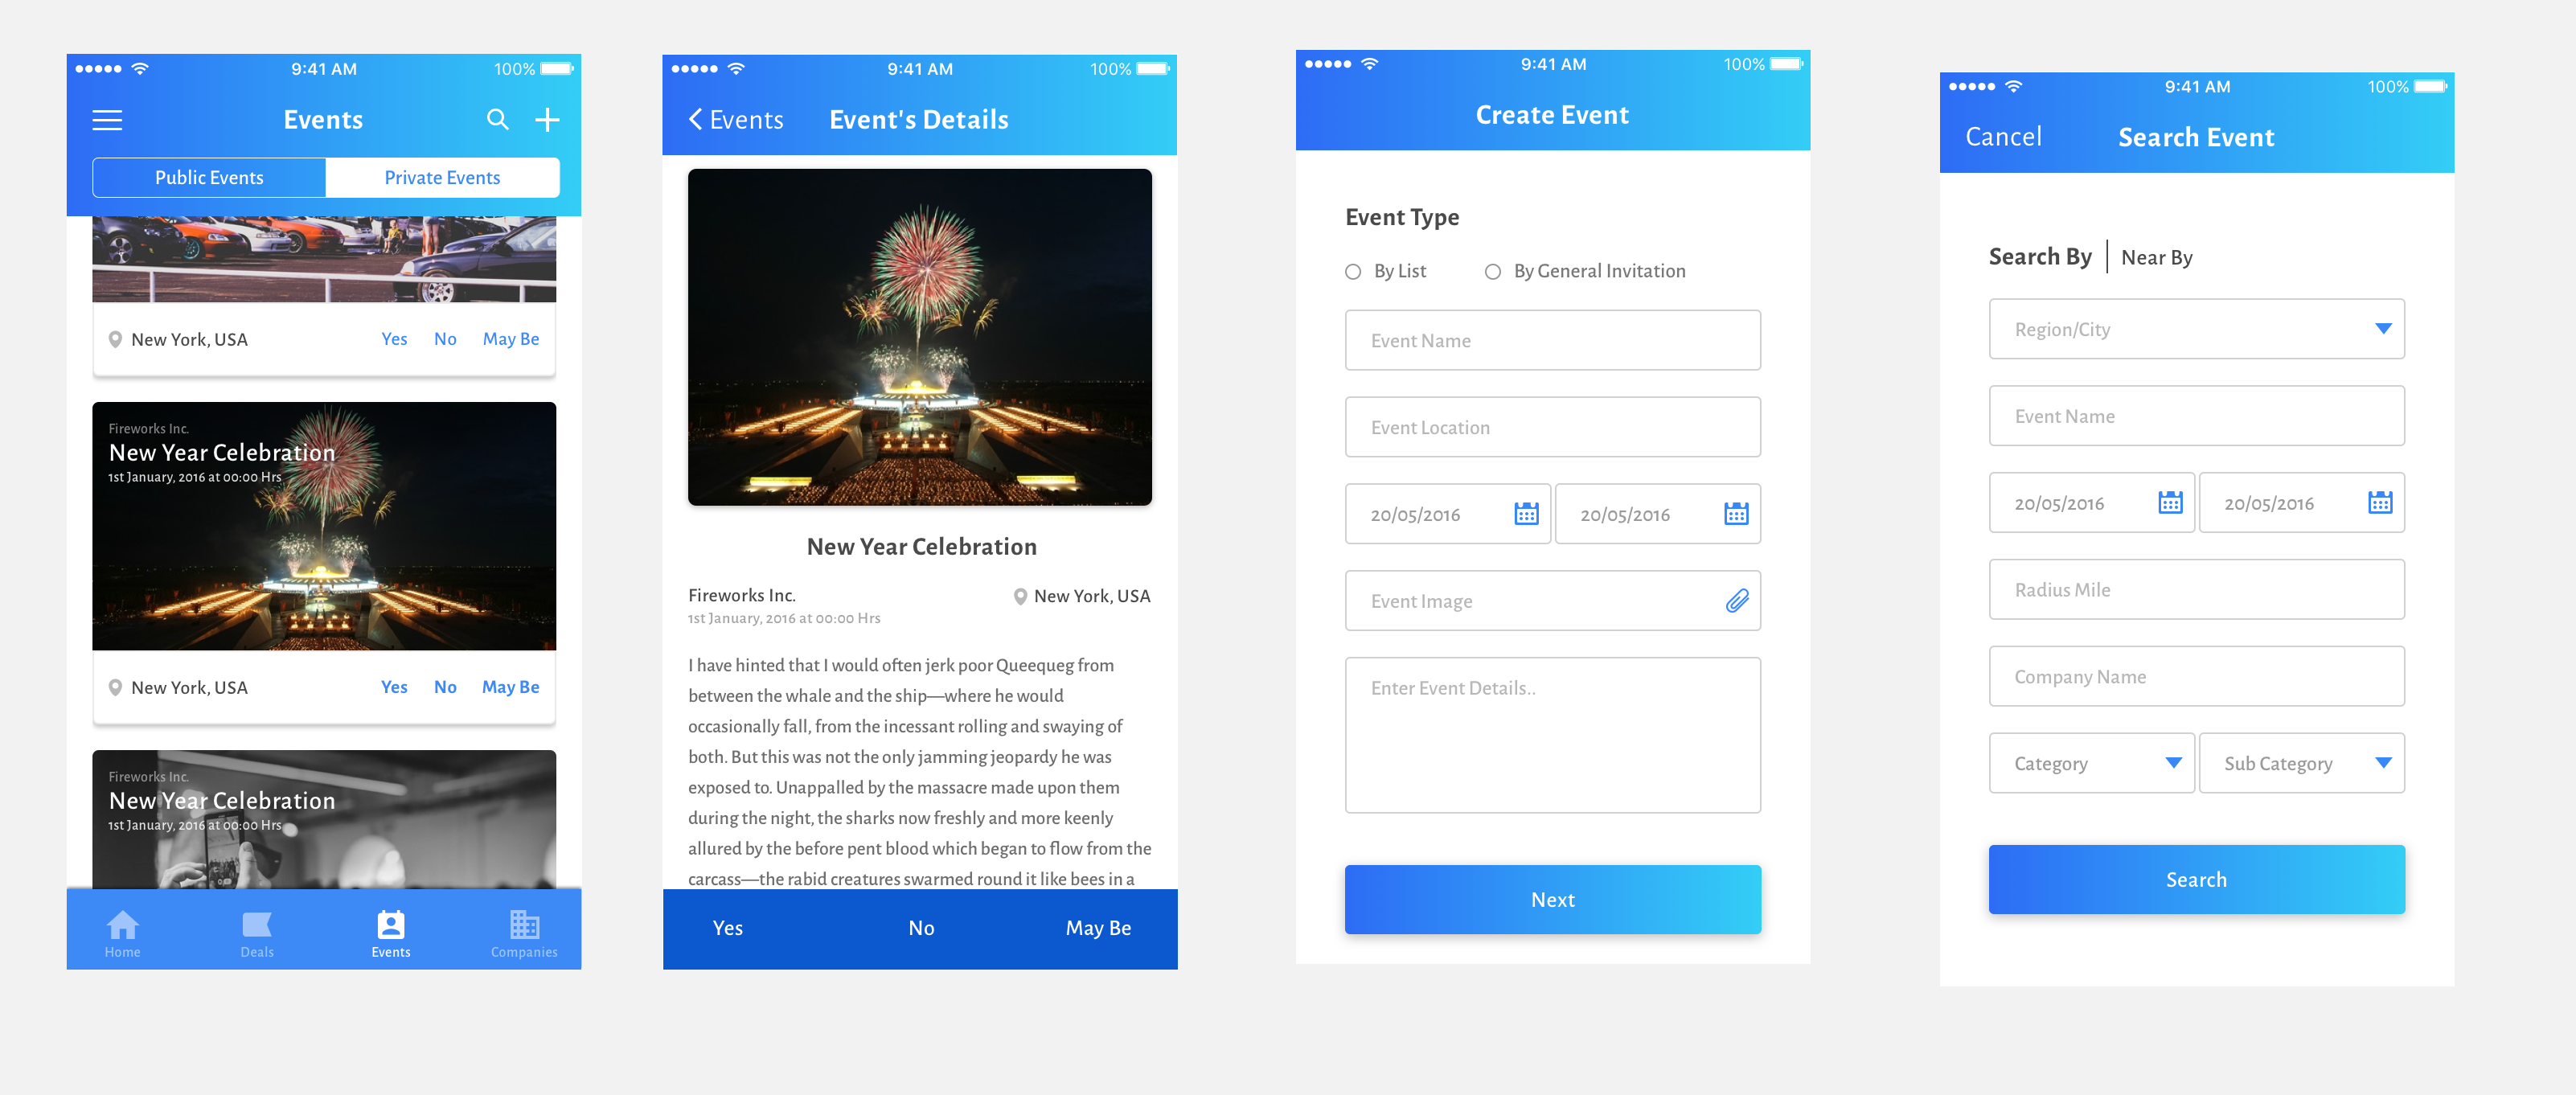 9:41 AM 100%
Events
Public Events Private Events
New York, USA Yes No May Be
Fireworks Inc.
New Year Celebration
1st January, 2016 at 00:00 Hrs
New York, USA Yes No May Be
Fireworks Inc.
New Year Celebration
1st January, 2016 at 00:00 Hrs
Home Deals Events Companies
9:41 AM 100%
Events Event's Details
New Year Celebration
Fireworks Inc. New York, USA
1st January, 2016 at 00:00 Hrs
I have hinted that I would often jerk poor Queequeg from
between the whale and the ship—where he would
occasionally fall, from the incessant rolling and swaying of
both. But this was not the only jamming jeopardy he was
exposed to. Unappalled by the massacre made upon them
during the night, the sharks now freshly and more keenly
allured by the before pent blood which began to flow from the
carcass—the rabid creatures swarmed round it like bees in a
Yes No May Be
9:41 AM 100%
Create Event
Event Type
By List By General Invitation
Event Name
Event Location
20/05/2016 20/05/2016
Event Image
Enter Event Details..
Next
9:41 AM 100%
Cancel Search Event
Search By Near By
Region/City
Event Name
20/05/2016 20/05/2016
Radius Mile
Company Name
Category Sub Category
Search